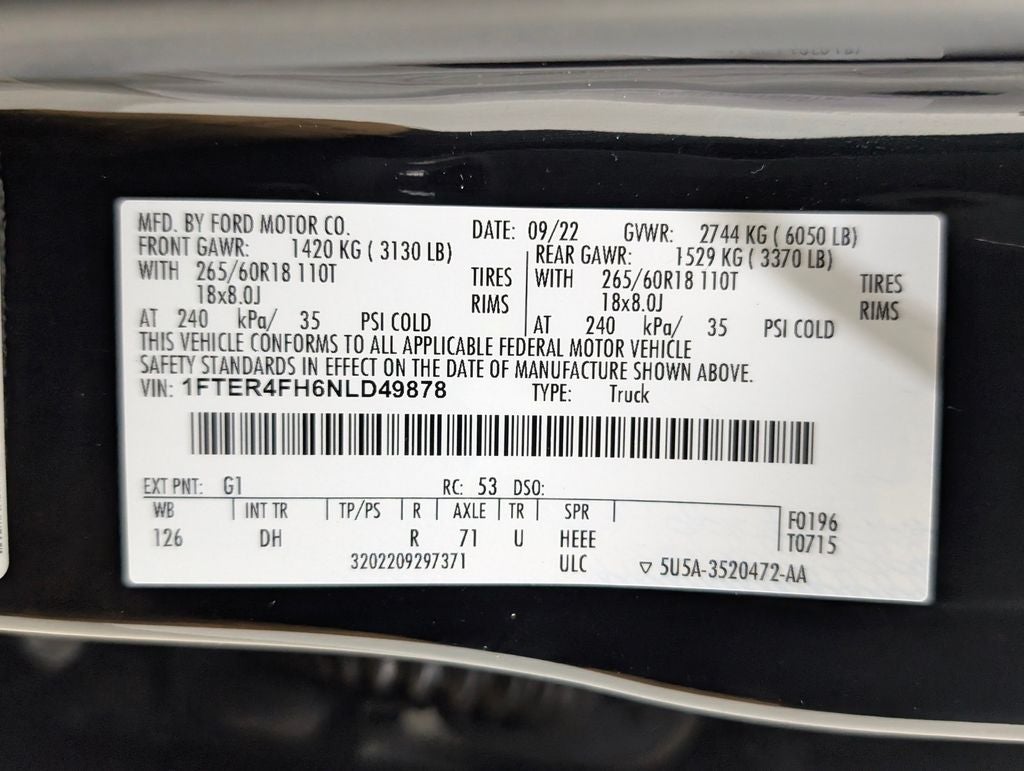 MFD. BY FORD MOTOR CO. DATE: 09/22 GVWR: 2744 KG ( 6050 LB)
FRONT GAWR: 1420 KG ( 3130 LB) REAR GAWR: 1529 KG ( 3370 LB)
WITH 265/60R18 110T TIRES WITH 265/60R18 110T TIRES
18x8.0J RIMS 18x8.0J RIMS
AT 240 kPa/ 35 PSI COLD AT 240 kPa/ 35 PSI COLD
THIS VEHICLE CONFORMS TO ALL APPLICABLE FEDERAL MOTOR VEHICLE
SAFETY STANDARDS IN EFFECT ON THE DATE OF MANUFACTURE SHOWN ABOVE.
VIN: 1FTER4FH6NLD49878 TYPE: Truck
EXT PNT: G1 RC: 53 DSO:
WB INT TR TP/PS R AXLE TR SPR F0196
126 DH R 71 U HEEE T0715
3202209297371 ULC ▽ 5U5A-3520472-AA